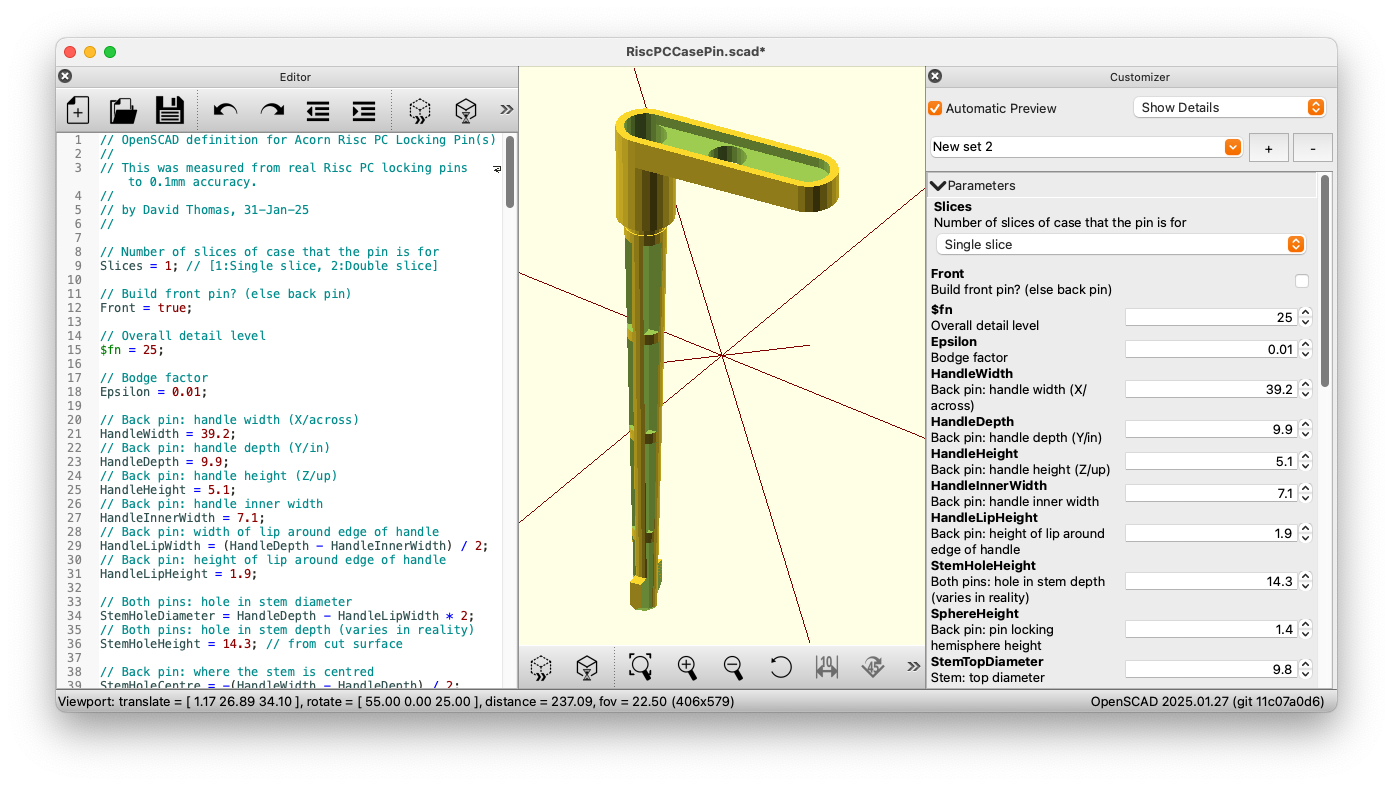 RiscPCCasePin.scad*
Editor
1 // OpenSCAD definition for Acorn Risc PC Locking Pin(s)
2 //
3 // This was measured from real Risc PC locking pins
to 0.1mm accuracy.
4 //
5 // by David Thomas, 31-Jan-25
6 //
7
8 // Number of slices of case that the pin is for
9 Slices = 1; // [1:Single slice, 2:Double slice]
10
11 // Build front pin? (else back pin)
12 Front = true;
13
14 // Overall detail level
15 $fn = 25;
16
17 // Bodge factor
18 Epsilon = 0.01;
19
20 // Back pin: handle width (X/across)
21 HandleWidth = 39.2;
22 // Back pin: handle depth (Y/in)
23 HandleDepth = 9.9;
24 // Back pin: handle height (Z/up)
25 HandleHeight = 5.1;
26 // Back pin: handle inner width
27 HandleInnerWidth = 7.1;
28 // Back pin: width of lip around edge of handle
29 HandleLipWidth = (HandleDepth - HandleInnerWidth) / 2;
30 // Back pin: height of lip around edge of handle
31 HandleLipHeight = 1.9;
32
33 // Both pins: hole in stem diameter
34 StemHoleDiameter = HandleDepth - HandleLipWidth * 2;
35 // Both pins: hole in stem depth (varies in reality)
36 StemHoleHeight = 14.3; // from cut surface
37
38 // Back pin: where the stem is centred
39 StemHoleCentre = -(HandleWidth - HandleDepth) / 2;
10
45
Customizer
Automatic Preview
Show Details
New set 2
+
-
Parameters
Slices
Number of slices of case that the pin is for
Single slice
Front
Build front pin? (else back pin)
$fn
Overall detail level
25
Epsilon
Bodge factor
0.01
HandleWidth
Back pin: handle width (X/
across)
39.2
HandleDepth
Back pin: handle depth (Y/in)
9.9
HandleHeight
Back pin: handle height (Z/up)
5.1
HandleInnerWidth
Back pin: handle inner width
7.1
HandleLipHeight
Back pin: height of lip around
edge of handle
1.9
StemHoleHeight
Both pins: hole in stem depth
(varies in reality)
14.3
SphereHeight
Back pin: pin locking
hemisphere height
1.4
StemTopDiameter
Stem: top diameter
9.8
Viewport: translate = [ 1.17 26.89 34.10 ], rotate = [ 55.00 0.00 25.00 ], distance = 237.09, fov = 22.50 (406x579)
OpenSCAD 2025.01.27 (git 11c07a0d6)